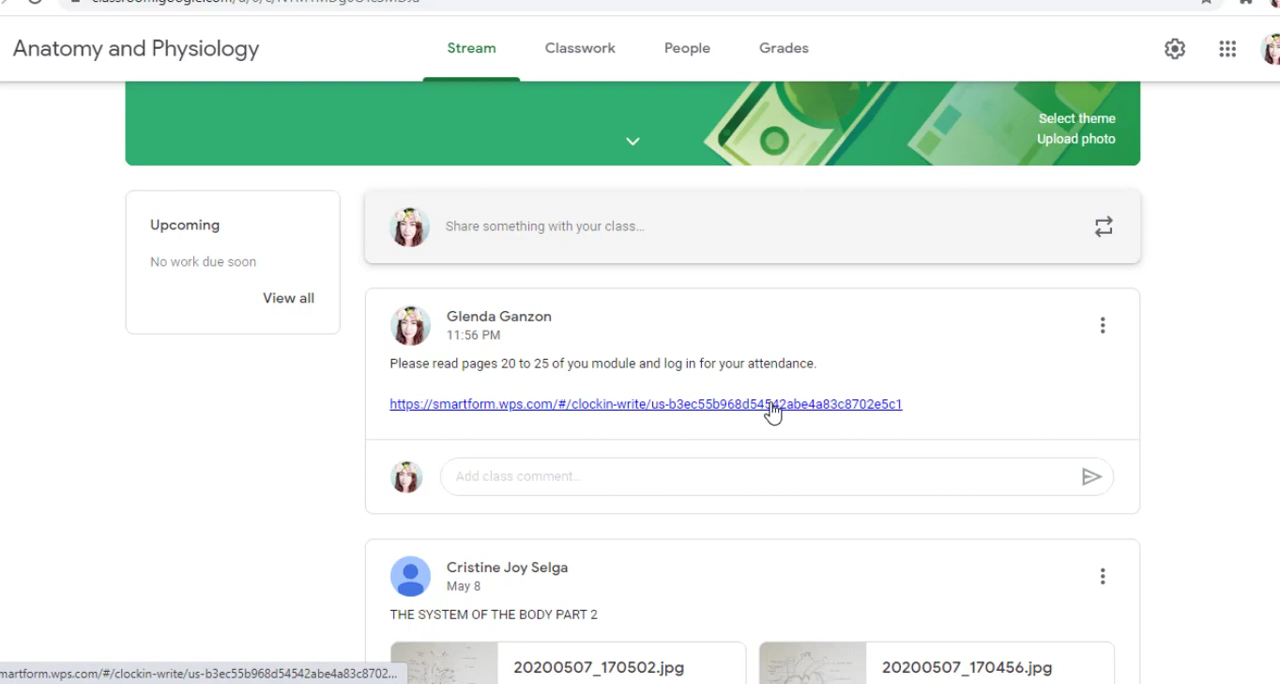 Anatomy and Physiology
Stream
Classwork
People
Grades
Select theme
Upload photo
Upcoming
No work due soon
View all
Share something with your class...
Glenda Ganzon
11:56 PM
Please read pages 20 to 25 of you module and log in for your attendance.
https://smartform.wps.com/#/clockin-write/us-b3ec55b968d54542abe4a83c8702e5c1
Add class comment...
Cristine Joy Selga
May 8
THE SYSTEM OF THE BODY PART 2
20200507_170502.jpg
20200507_170456.jpg
martform.wps.com/#/clockin-write/us-b3ec55b968d54542abe4a83c8702...